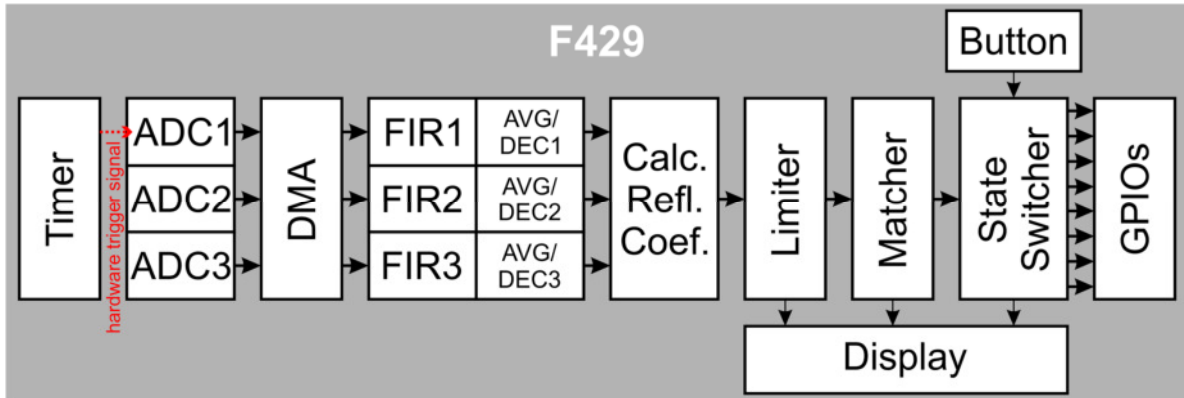 F429
Button
Timer
hardware trigger signal
ADC1
ADC2
ADC3
DMA
FIR1
AVG/
DEC1
FIR2
AVG/
DEC2
FIR3
AVG/
DEC3
Calc.
Refl.
Coef.
Limiter
Matcher
State
Switcher
GPIOs
Display